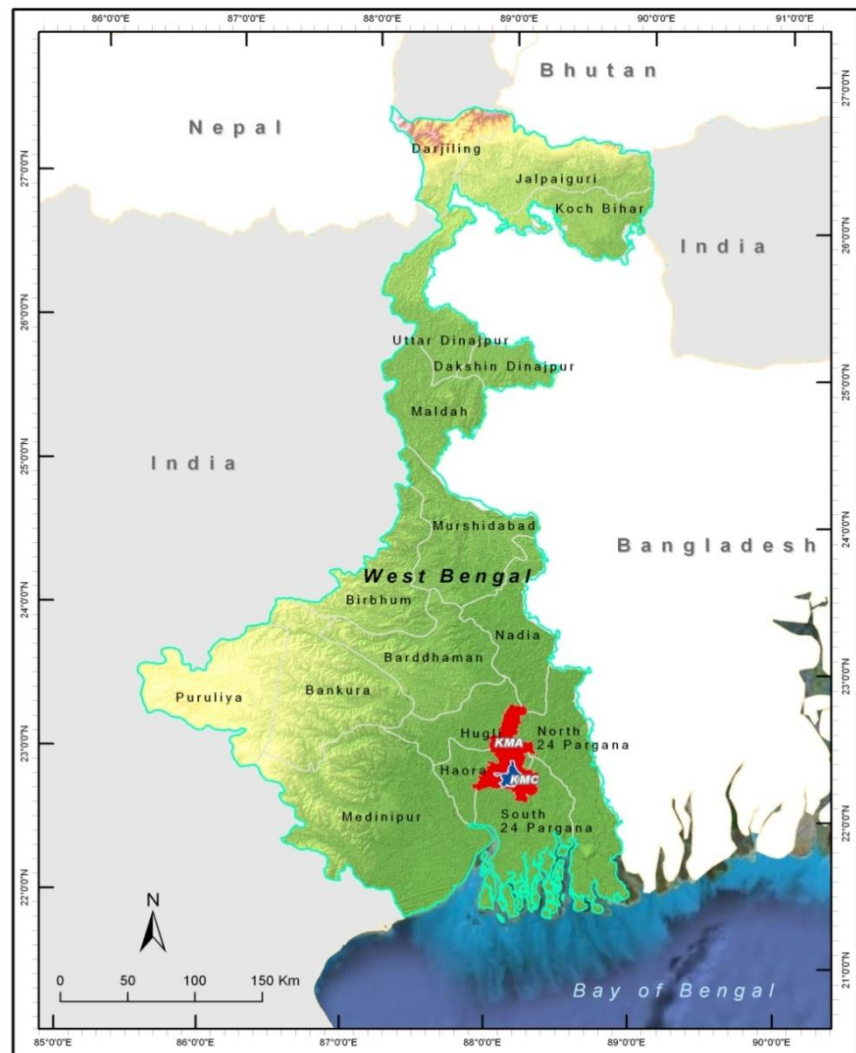 86°0'0"E 87°0'0"E 88°0'0"E 89°0'0"E 90°0'0"E 91°0'0"E
Bhutan
Nepal
27°0'0"N
27°0'0"N
Darjiling
Jalpaiguri
Koch Bihar
India
26°0'0"N
26°0'0"N
Uttar Dinajpur
Dakshin Dinajpur
25°0'0"N
Maldah
India
25°0'0"N
Murshidabad
24°0'0"N
Bangladesh
West Bengal
24°0'0"N
Birbhum
Nadia
Barddhaman
23°0'0"N
Puruliya
Bankura
Hugli
North
24 Pargana
KMA
23°0'0"N
Haora
KMC
Medinipur
South
24 Pargana
22°0'0"N
22°0'0"N
N
0 50 100 150 Km
21°0'0"N
Bay of Bengal
85°0'0"E 86°0'0"E 87°0'0"E 88°0'0"E 89°0'0"E 90°0'0"E